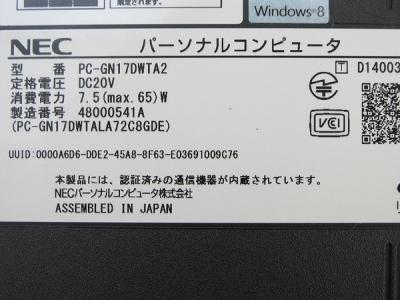 Windows 8
NEC パーソナルコンピュータ
型 番 PC-GN17DWTA2
定格電圧 DC20V
消費電力 7.5(max.65)W
製造番号 48000541A
(PC-GN17DWTALA72C8GDE)
T D14003
VCCI
UUID:0000A6D6-DDE2-45A8-8F63-E03691009C76
本製品には、認証済みの通信機器が内蔵されています。
NECパーソナルコンピュータ株式会社
ASSEMBLED IN JAPAN